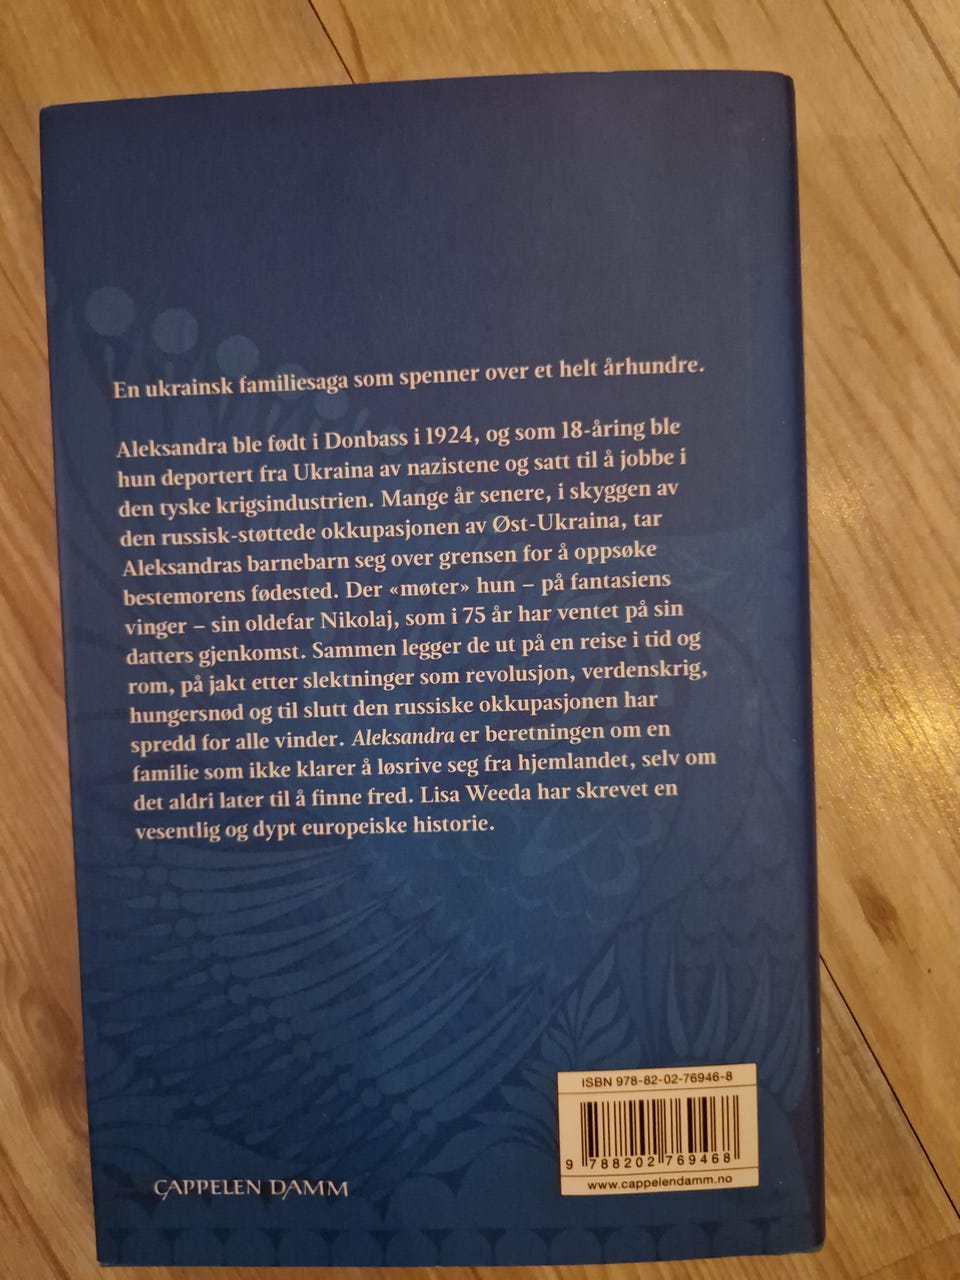 En ukrainsk familiesaga som spenner over et helt århundre.
Aleksandra ble født i Donbass i 1924, og som 18-åring ble
hun deportert fra Ukraina av nazistene og satt til å jobbe i
den tyske krigsindustrien. Mange år senere, i skyggen av
den russisk-støttede okkupasjonen av Øst-Ukraina, tar
Aleksandras barnebarn seg over grensen for å oppsøke
bestemorens fødested. Der «møter» hun – på fantasiens
vinger – sin oldefar Nikolaj, som i 75 år har ventet på sin
datters gjenkomst. Sammen legger de ut på en reise i tid og
rom, på jakt etter slektninger som revolusjon, verdenskrig,
hungersnød og til slutt den russiske okkupasjonen har
spredd for alle vinder. Aleksandra er beretningen om en
familie som ikke klarer å løsrive seg fra hjemlandet, selv om
det aldri later til å finne fred. Lisa Weeda har skrevet en
vesentlig og dypt europeiske historie.
ISBN 978-82-02-76946-8
9 788202 769468
www.cappelendamm.no
CAPPELEN DAMM